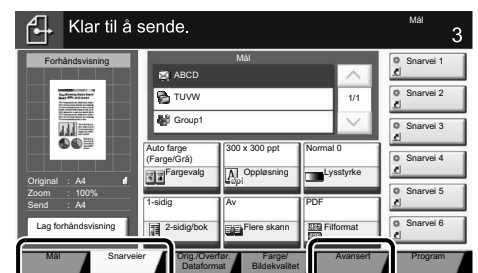 Klar til å sende.
Mål
3
Forhåndsvisning
Original : A4
Zoom : 100%
Send : A4
Lag forhåndsvisning
Mål
ABCD
TUVW
Group1
1/1
Auto farge
(Farge/Grå)
Fargevalg
300 x 300 ppt
Oppløsning
Normal 0
Lysstyrke
1-sidig
2-sidig/bok
Av
Flere skann
PDF
Filformat
Snarvei 1
Snarvei 2
Snarvei 3
Snarvei 4
Snarvei 5
Snarvei 6
Mål
Snarveier
Orig./Overfør.
Dataformat
Farge/
Bildekvalitet
Avansert
Program